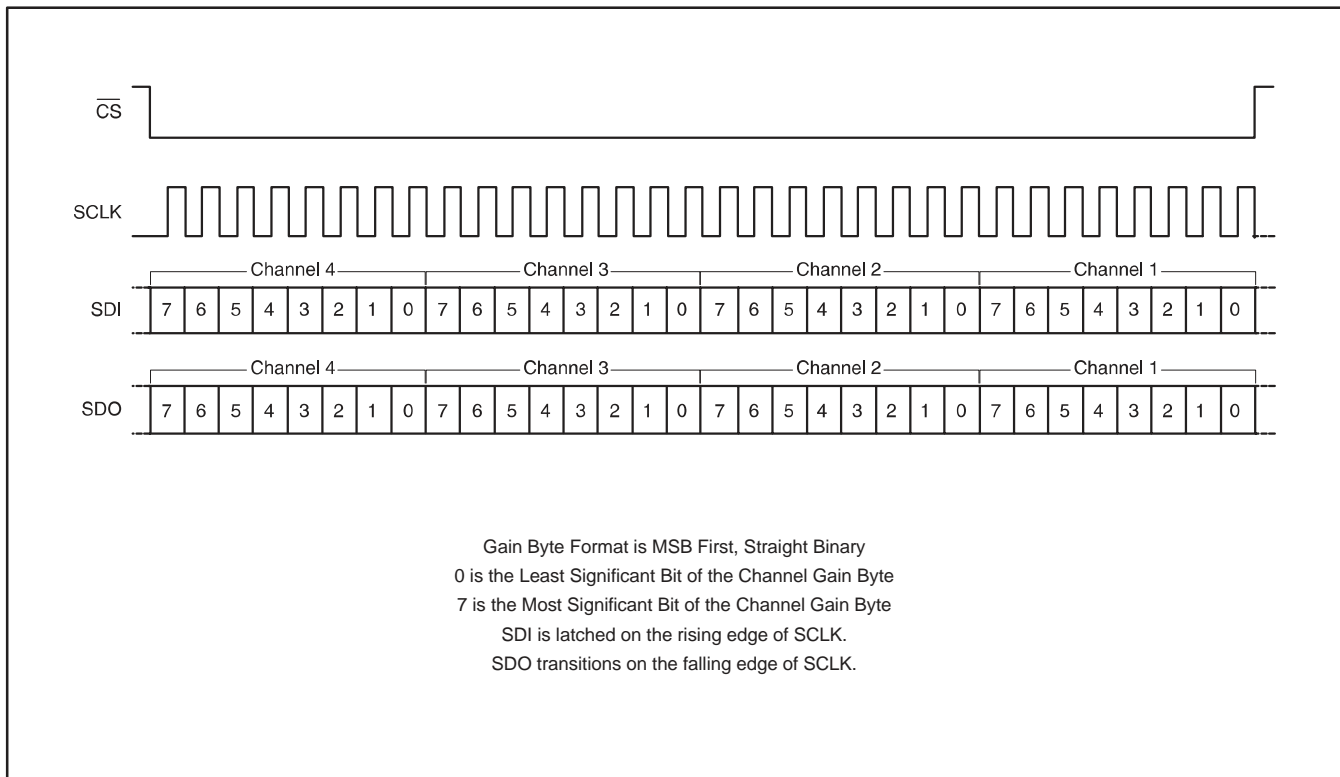 CS
SCLK
Channel 4 Channel 3 Channel 2 Channel 1
SDI 7 6 5 4 3 2 1 0 7 6 5 4 3 2 1 0 7 6 5 4 3 2 1 0 7 6 5 4 3 2 1 0
Channel 4 Channel 3 Channel 2 Channel 1
SDO 7 6 5 4 3 2 1 0 7 6 5 4 3 2 1 0 7 6 5 4 3 2 1 0 7 6 5 4 3 2 1 0
Gain Byte Format is MSB First, Straight Binary
0 is the Least Significant Bit of the Channel Gain Byte
7 is the Most Significant Bit of the Channel Gain Byte
SDI is latched on the rising edge of SCLK.
SDO transitions on the falling edge of SCLK.